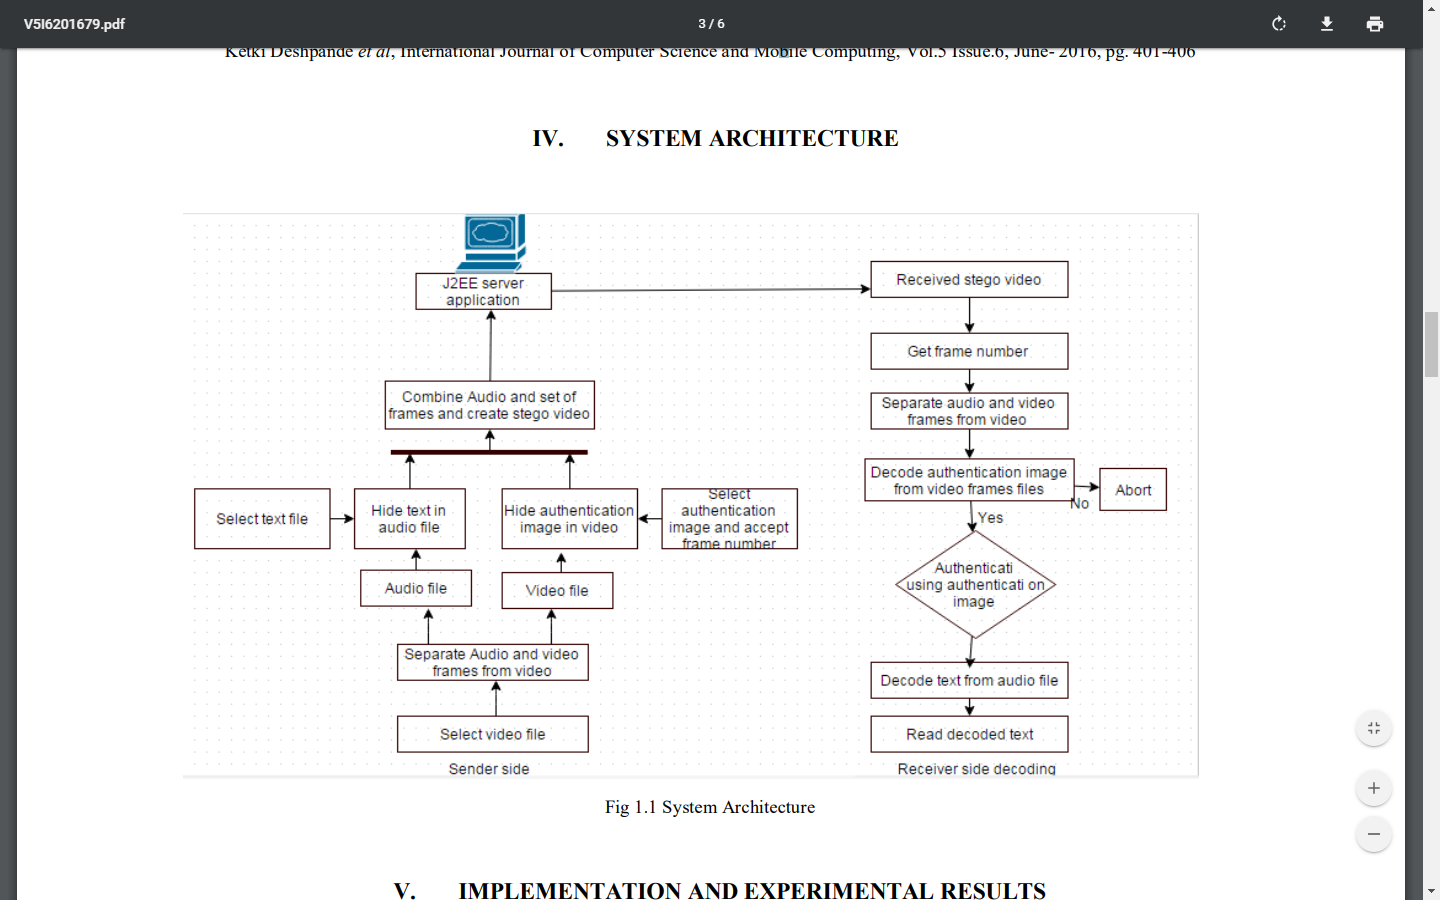 V5I6201679.pdf
3 / 6
Ketki Deshpande et al, International Journal of Computer Science and Mobile Computing, Vol.5 Issue.6, June- 2016, pg. 401-406
IV. SYSTEM ARCHITECTURE
J2EE server
application
Combine Audio and set of
frames and create stego video
Select text file
Hide text in
audio file
Hide authentication
image in video
Select
authentication
image and accept
frame number
Audio file
Video file
Separate Audio and video
frames from video
Select video file
Sender side
Received stego video
Get frame number
Separate audio and video
frames from video
Decode authentication image
from video frames files
No
Abort
Yes
Authenticati
using authenticati on
image
Decode text from audio file
Read decoded text
Receiver side decoding
Fig 1.1 System Architecture
V. IMPLEMENTATION AND EXPERIMENTAL RESULTS